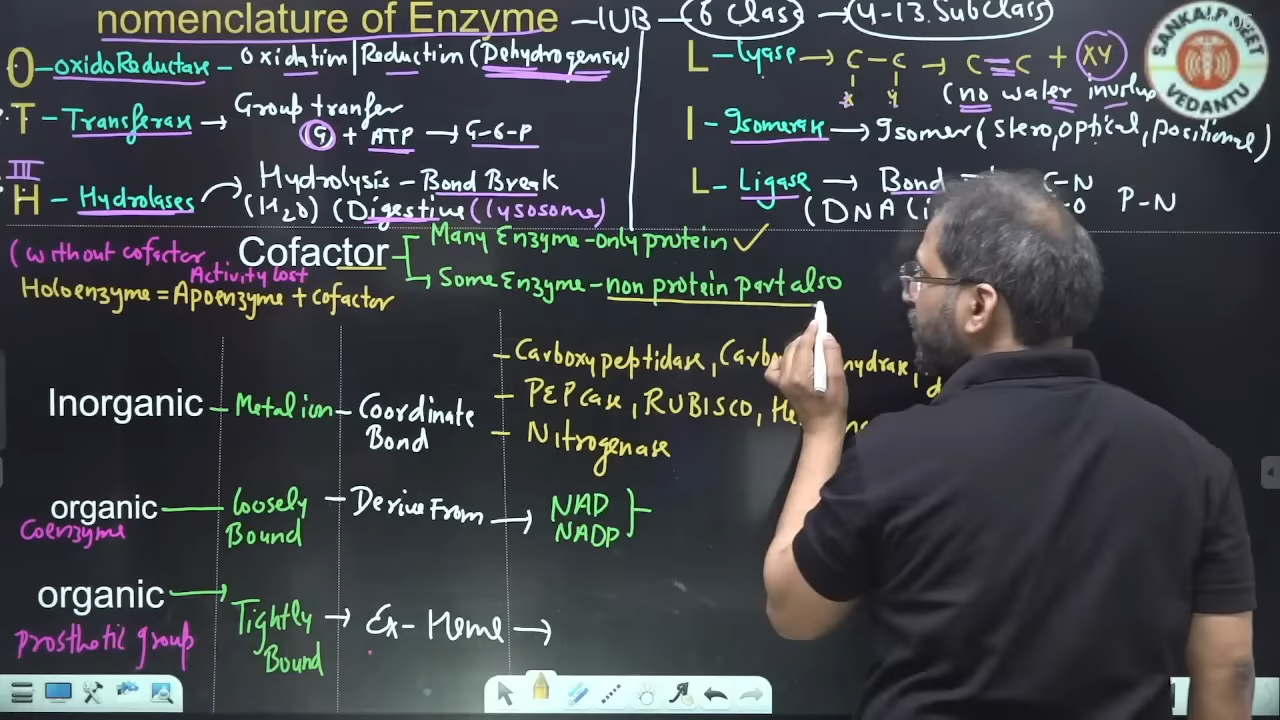 nomenclature of Enzyme - IUB - 6 Class → 4-13 Subclass
O - oxidoReductase - Oxidation/Reduction (Dehydrogensu)
T - Transferase → Group tranfer
G + ATP → G-6-P
III
H - Hydrolases → Hydrolysis - Bond Break
(H2O) (Digestive (lysosome)
L - Lyase → C - C → C = C + XY
X Y
(no water involve
I - Isomerase → Isomer (stero, optical, positional)
L - Ligase → Bond C-N P-N
(DNA
SANKALP NEET
VEDANTU
(without cofactor
Activity lost
Cofactor
Many Enzyme - only protein ✓
Some Enzyme - non protein part also
Holoenzyme = Apoenzyme + cofactor
Inorganic - Metal ion - Coordinate Bond
- Carboxypeptidase,
- PEPcase, RUBISCO,
- Nitrogenase
organic
Coenzyme
Loosely Bound - Derive From → NAD
NADP
organic
Prosthetic group
Tightly Bound → Ex- Heme →